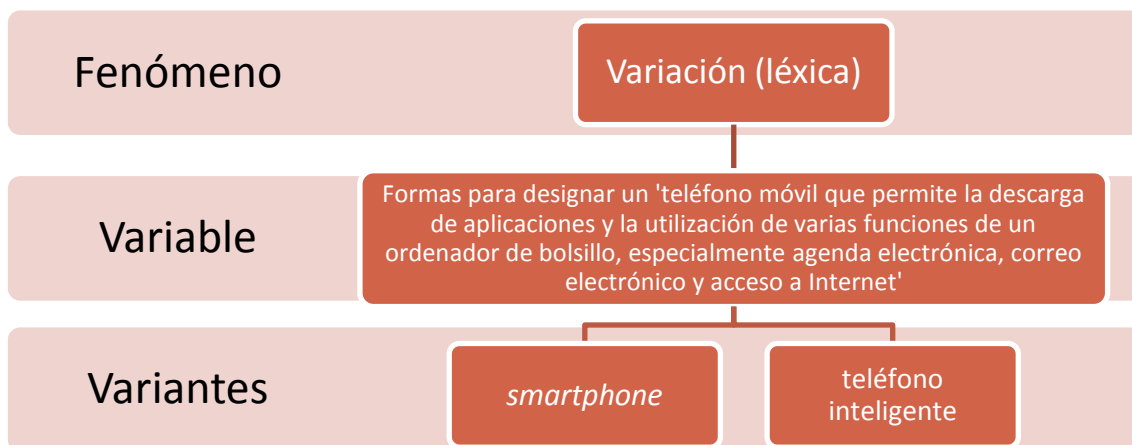 Fenómeno
Variación (léxica)
Variable
Formas para designar un 'teléfono móvil que permite la descarga
de aplicaciones y la utilización de varias funciones de un
ordenador de bolsillo, especialmente agenda electrónica, correo
electrónico y acceso a Internet'
Variantes
smartphone
teléfono
inteligente